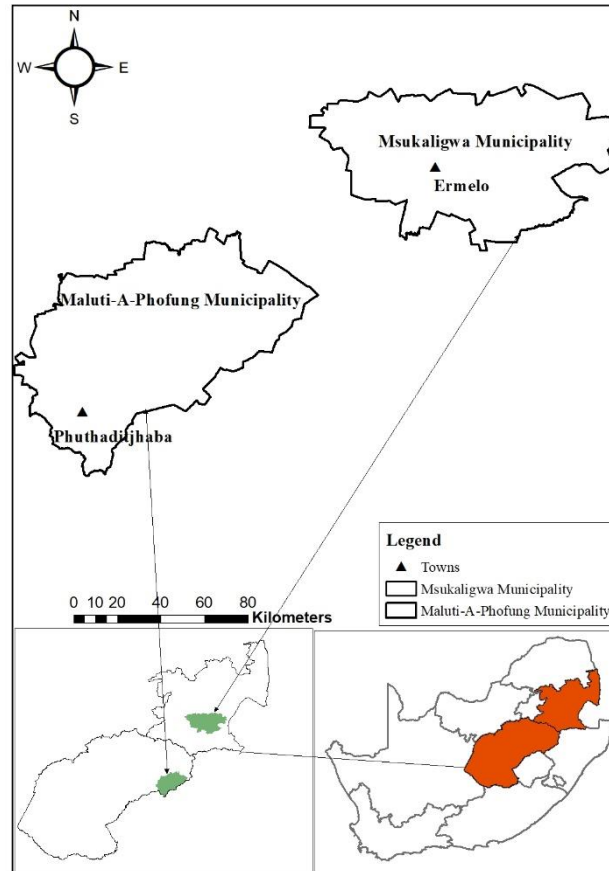 N
W E
S
Msukaligwa Municipality
Ermelo
Maluti-A-Phofung Municipality
Phuthaditjhaba
Legend
Towns
Msukaligwa Municipality
Maluti-A-Phofung Municipality
0 10 20 40 60 80
Kilometers